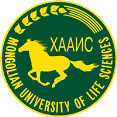 ХААИС
MONGOLIAN UNIVERSITY OF LIFE SCIENCES